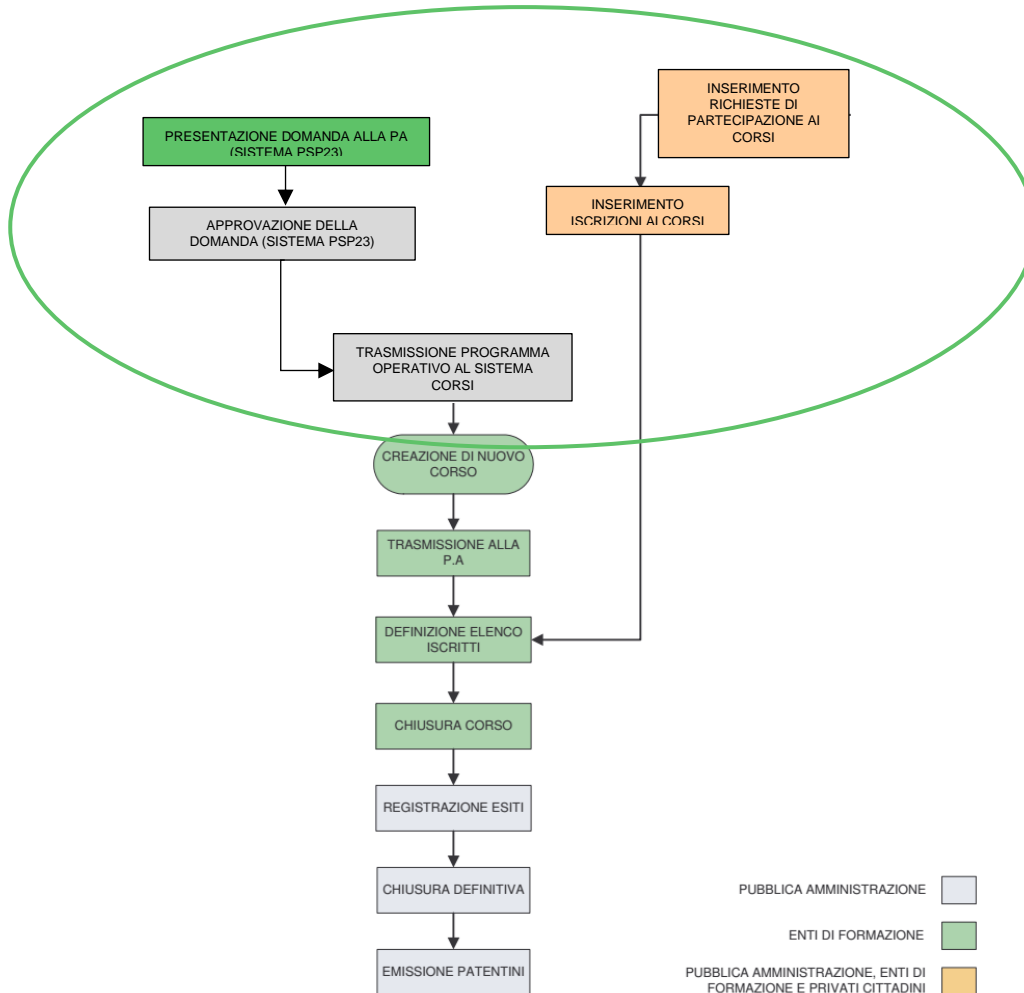 INSERIMENTO
RICHIESTE DI
PARTECIPAZIONE AI
CORSI
PRESENTAZIONE DOMANDA ALLA PA
(SISTEMA PSP23)
INSERIMENTO
ISCRIZIONI AI CORSI
APPROVAZIONE DELLA
DOMANDA (SISTEMA PSP23)
TRASMISSIONE PROGRAMMA
OPERATIVO AL SISTEMA
CORSI
CREAZIONE DI NUOVO
CORSO
TRASMISSIONE ALLA
P.A
DEFINIZIONE ELENCO
ISCRITTI
CHIUSURA CORSO
REGISTRAZIONE ESITI
CHIUSURA DEFINITIVA
EMISSIONE PATENTINI
PUBBLICA AMMINISTRAZIONE
ENTI DI FORMAZIONE
PUBBLICA AMMINISTRAZIONE, ENTI DI
FORMAZIONE E PRIVATI CITTADINI